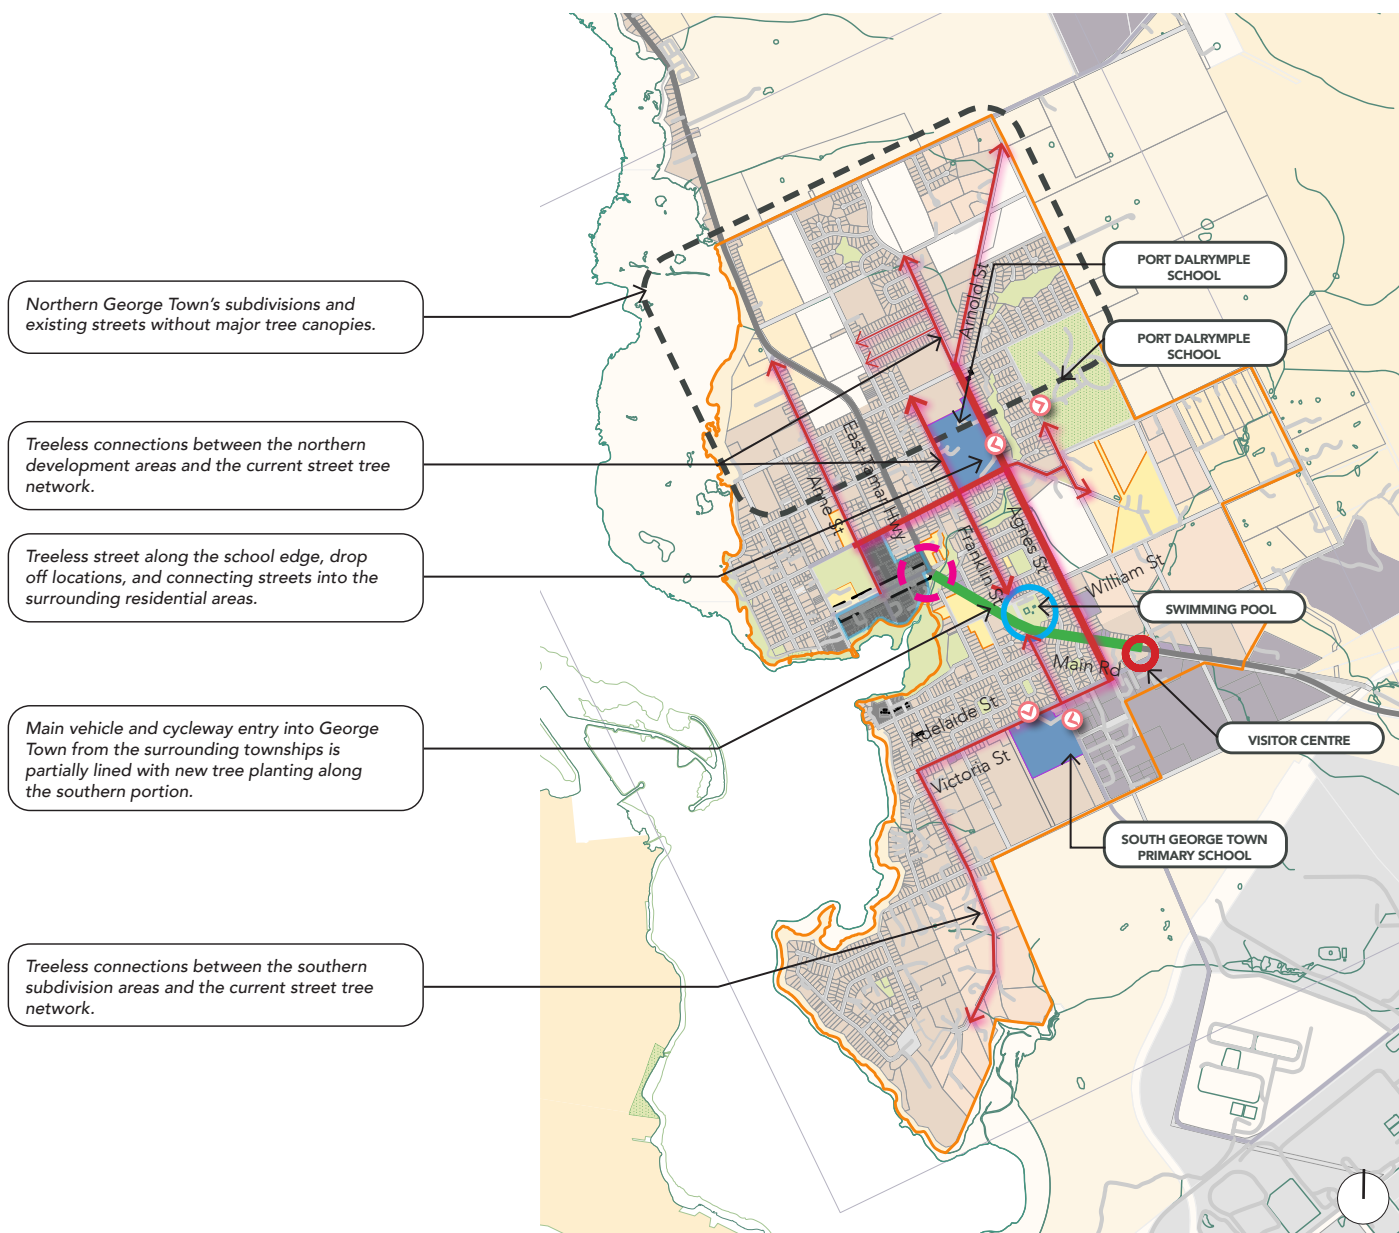 Northern George Town's subdivisions and
existing streets without major tree canopies.
Treeless connections between the northern
development areas and the current street tree
network.
Treeless street along the school edge, drop
off locations, and connecting streets into the
surrounding residential areas.
Main vehicle and cycleway entry into George
Town from the surrounding townships is
partially lined with new tree planting along
the southern portion.
Treeless connections between the southern
subdivision areas and the current street tree
network.
PORT DALRYMPLE
SCHOOL
PORT DALRYMPLE
SCHOOL
SWIMMING POOL
VISITOR CENTRE
SOUTH GEORGE TOWN
PRIMARY SCHOOL
Arnold St
East Tamar Hwy
Anne St
Franklin St
Agnes St
William St
Main Rd
Adelaide St
Victoria St